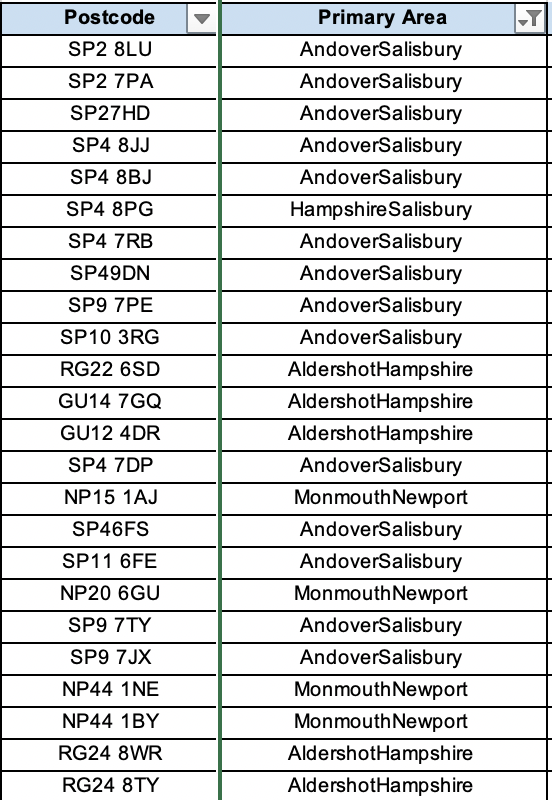 Postcode Primary Area
SP2 8LU AndoverSalisbury
SP2 7PA AndoverSalisbury
SP27HD AndoverSalisbury
SP4 8JJ AndoverSalisbury
SP4 8BJ AndoverSalisbury
SP4 8PG HampshireSalisbury
SP4 7RB AndoverSalisbury
SP49DN AndoverSalisbury
SP9 7PE AndoverSalisbury
SP10 3RG AndoverSalisbury
RG22 6SD AldershotHampshire
GU14 7GQ AldershotHampshire
GU12 4DR AldershotHampshire
SP4 7DP AndoverSalisbury
NP15 1AJ MonmouthNewport
SP46FS AndoverSalisbury
SP11 6FE AndoverSalisbury
NP20 6GU MonmouthNewport
SP9 7TY AndoverSalisbury
SP9 7JX AndoverSalisbury
NP44 1NE MonmouthNewport
NP44 1BY MonmouthNewport
RG24 8WR AldershotHampshire
RG24 8TY AldershotHampshire